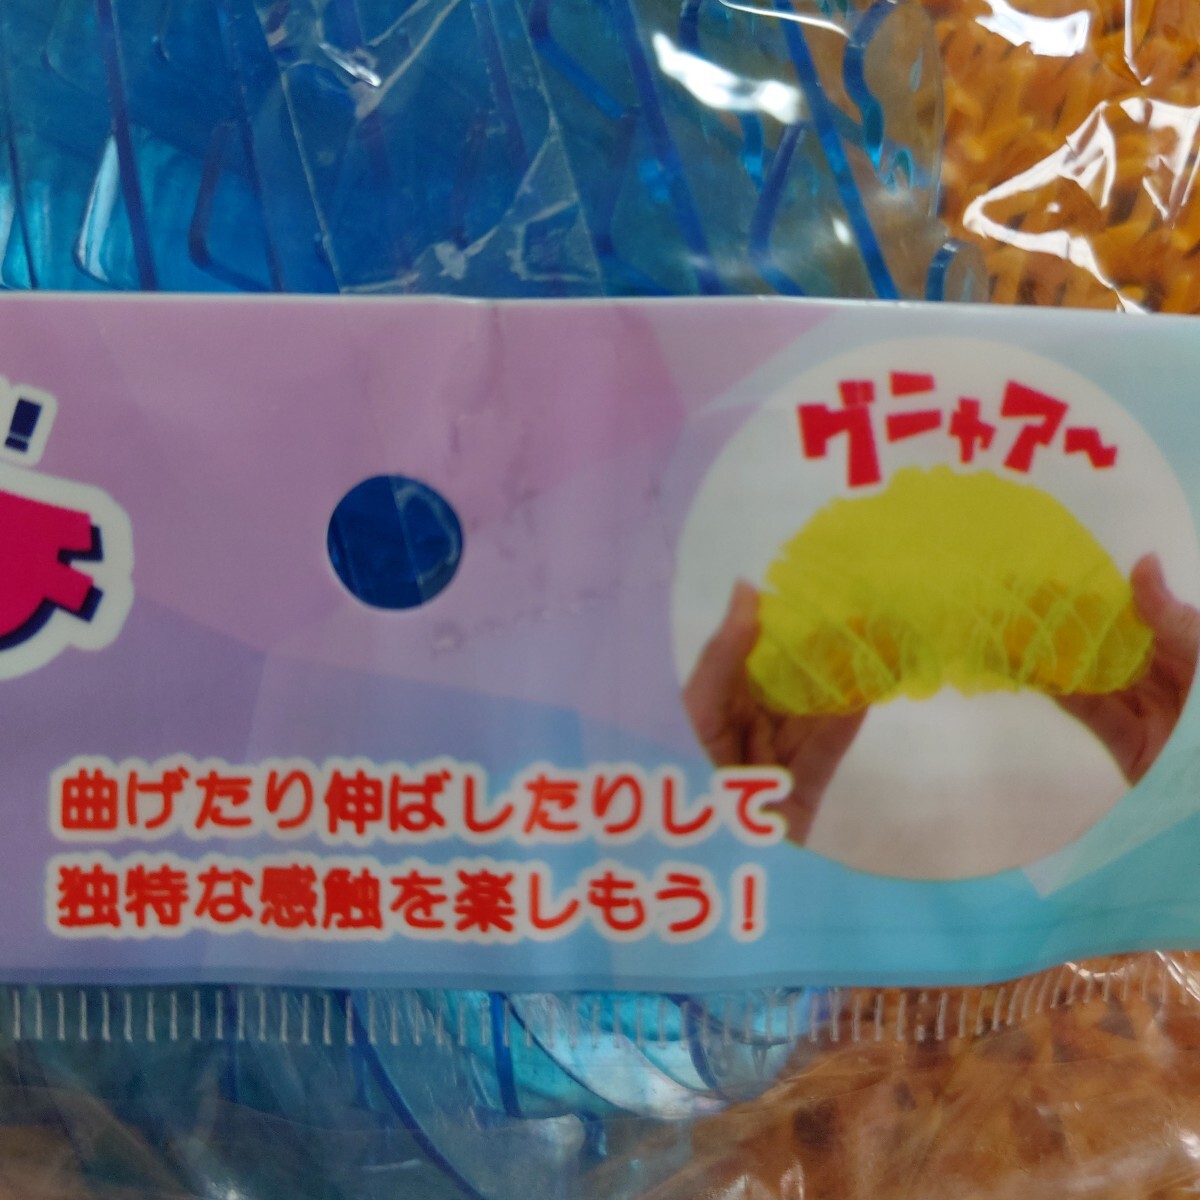 グニャア～
曲げたり伸ばしたりして
独特な感触を楽しもう！